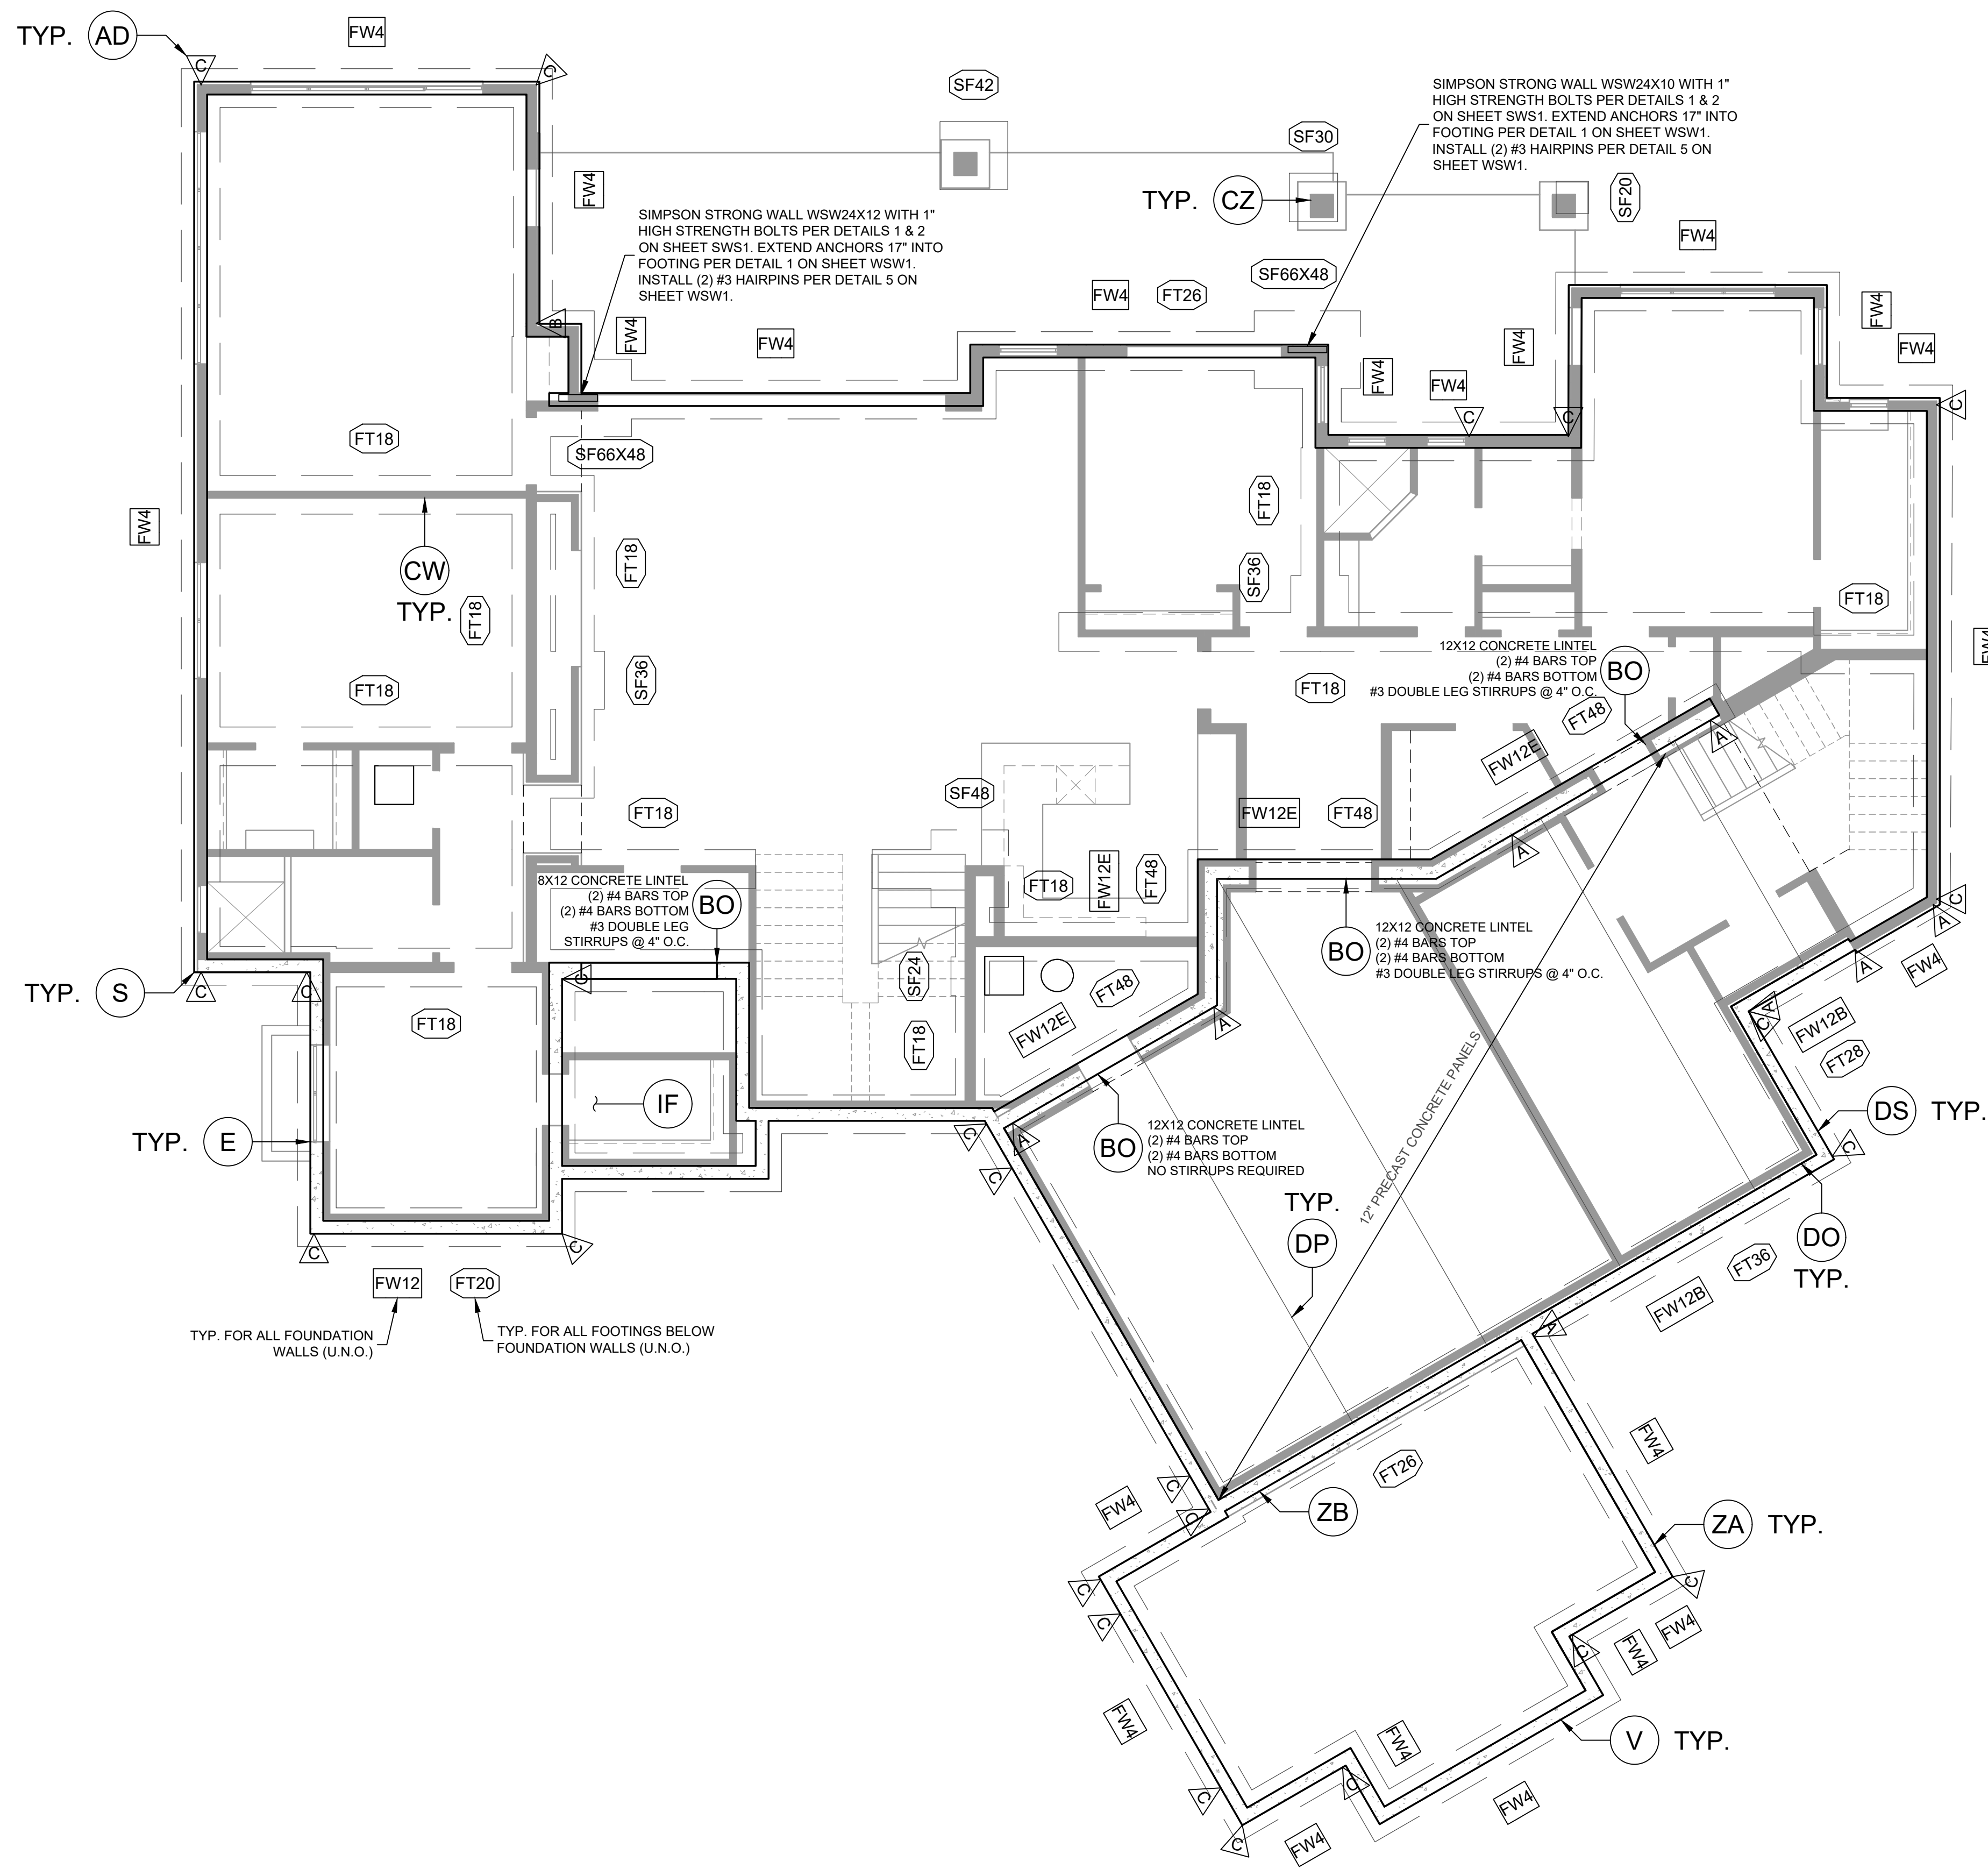 TYP. AD
FW4
SF42
SIMPSON STRONG WALL WSW24X10 WITH 1"
HIGH STRENGTH BOLTS PER DETAILS 1 & 2
ON SHEET SWS1. EXTEND ANCHORS 17" INTO
FOOTING PER DETAIL 1 ON SHEET WSW1.
INSTALL (2) #3 HAIRPINS PER DETAIL 5 ON
SHEET WSW1.
C
C
SF30
FW4
TYP. CZ
SF20
SIMPSON STRONG WALL WSW24X12 WITH 1"
HIGH STRENGTH BOLTS PER DETAILS 1 & 2
ON SHEET SWS1. EXTEND ANCHORS 17" INTO
FOOTING PER DETAIL 1 ON SHEET WSW1.
INSTALL (2) #3 HAIRPINS PER DETAIL 5 ON
SHEET WSW1.
FW4
SF66X48
FW4
FT26
FW4
FW4
B
FW4
FW4
FW4
FW4
FW4
C
C
C
FT18
SF66X48
FT18
FW4
CW
TYP.
FT18
FT18
SF36
FT18
FT18
FW4
12X12 CONCRETE LINTEL
(2) #4 BARS TOP
(2) #4 BARS BOTTOM
#3 DOUBLE LEG STIRRUPS @ 4" O.C.
BO
FT18
SF36
FT18
FT48
A
FW12E
SF48
FT18
FW12E
FT48
A
8X12 CONCRETE LINTEL
(2) #4 BARS TOP
(2) #4 BARS BOTTOM
#3 DOUBLE LEG
STIRRUPS @ 4" O.C.
BO
FT18
FW12E
FT48
C
A
12X12 CONCRETE LINTEL
(2) #4 BARS TOP
(2) #4 BARS BOTTOM
#3 DOUBLE LEG STIRRUPS @ 4" O.C.
BO
A
FW4
TYP. S
C
C
C
SF24
FT48
FT18
FT18
FW12E
A
C
A
FW12B
FT28
IF
DS TYP.
TYP. E
C
C
A
BO
12X12 CONCRETE LINTEL
(2) #4 BARS TOP
(2) #4 BARS BOTTOM
NO STIRRUPS REQUIRED
12" PRECAST CONCRETE PANELS
C
TYP.
DP
DO
TYP.
C
C
FW12
FT20
FT36
FW12B
TYP. FOR ALL FOUNDATION
WALLS (U.N.O.)
TYP. FOR ALL FOOTINGS BELOW
FOUNDATION WALLS (U.N.O.)
A
FW4
FT26
C
FW4
D
ZB
ZA TYP.
C
C
C
FW4
FW4
C
FW4
FW4
V TYP.
C
C
FW4
C
FW4